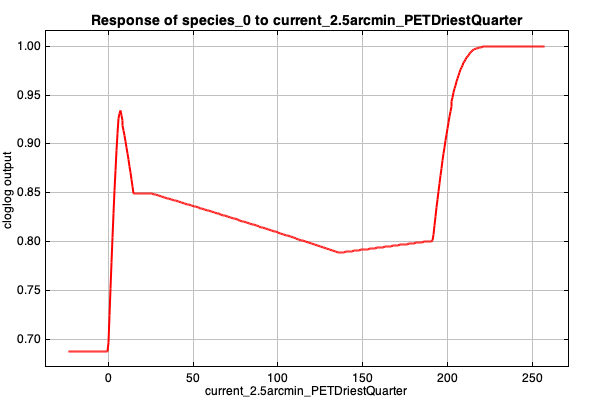 Response of species_0 to current_2.5arcmin_PETDriestQuarter
1.00
0.95
0.90
0.85
0.80
0.75
0.70
cloglog output
0 50 100 150 200 250
current_2.5arcmin_PETDriestQuarter